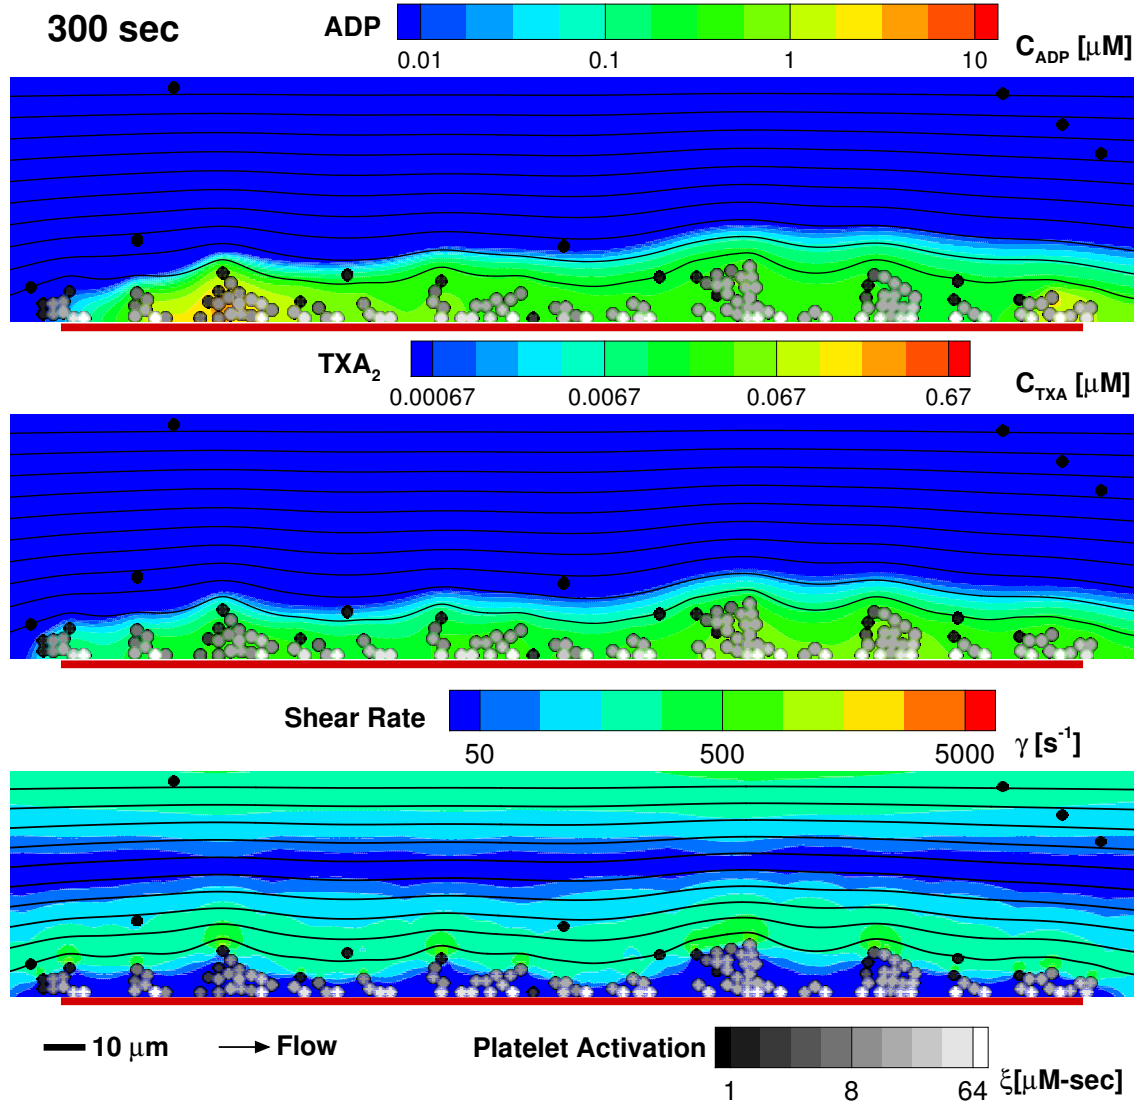 300 sec
ADP
C_ADP [μM]
0.01 0.1 1 10
TXA₂
C_TXA [μM]
0.00067 0.0067 0.067 0.67
Shear Rate
γ [s⁻¹]
50 500 5000
10 μm
Flow
Platelet Activation
ξ[μM-sec]
1 8 64